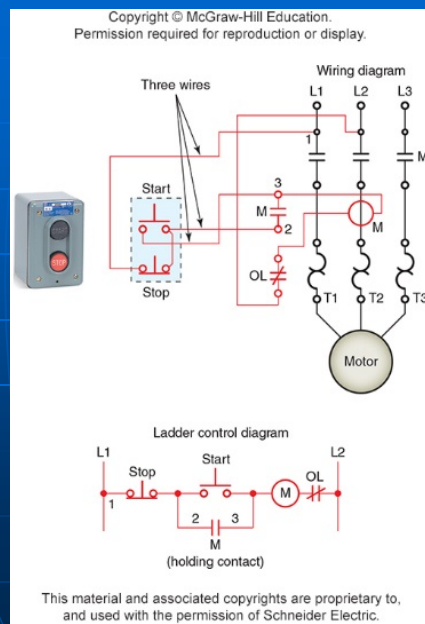 Copyright © McGraw-Hill Education.
Permission required for reproduction or display.
Wiring diagram
Three wires
L1 L2 L3
1
M
Start
3
M
2
M
STOP
Stop
OL
T1 T2 T3
Motor
Ladder control diagram
L1 L2
Stop Start OL
1 M
2 3
M
(holding contact)
This material and associated copyrights are proprietary to,
and used with the permission of Schneider Electric.